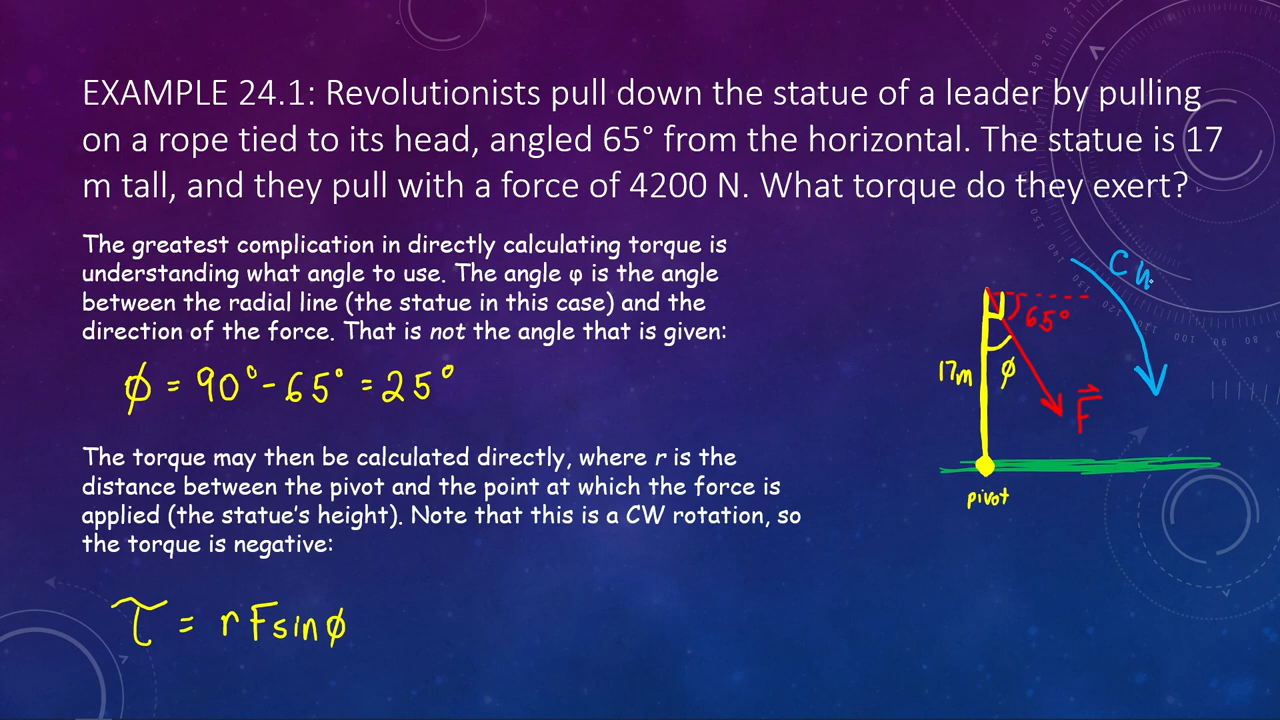 EXAMPLE 24.1: Revolutionists pull down the statue of a leader by pulling
on a rope tied to its head, angled 65° from the horizontal. The statue is 17
m tall, and they pull with a force of 4200 N. What torque do they exert?
The greatest complication in directly calculating torque is
understanding what angle to use. The angle φ is the angle
between the radial line (the statue in this case) and the
direction of the force. That is not the angle that is given:
ϕ = 90° - 65° = 25°
The torque may then be calculated directly, where r is the
distance between the pivot and the point at which the force is
applied (the statue's height). Note that this is a CW rotation, so
the torque is negative:
τ = rFsinϕ
CW
65°
17m
ϕ
F⃗
pivot